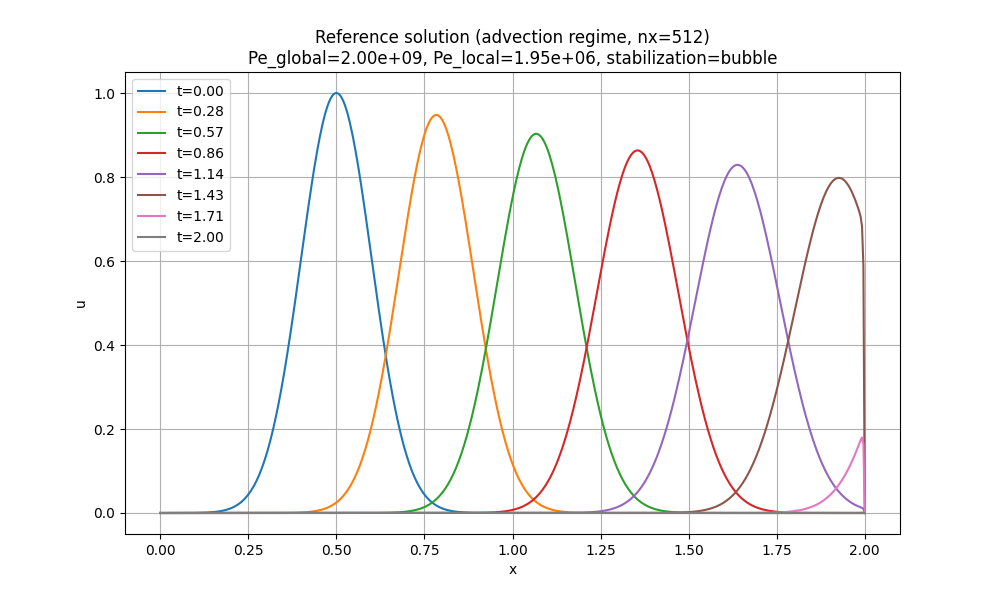 Reference solution (advection regime, nx=512)
Pe_global=2.00e+09, Pe_local=1.95e+06, stabilization=bubble
1.0
0.8
0.6
0.4
0.2
0.0
u
t=0.00
t=0.28
t=0.57
t=0.86
t=1.14
t=1.43
t=1.71
t=2.00
0.00 0.25 0.50 0.75 1.00 1.25 1.50 1.75 2.00
x